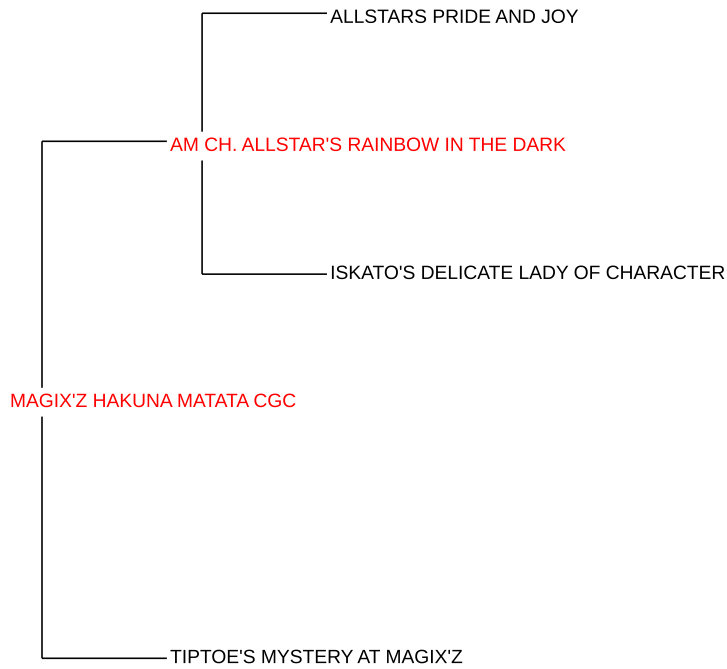 ALLSTARS PRIDE AND JOY
AM CH. ALLSTAR'S RAINBOW IN THE DARK
ISKATO'S DELICATE LADY OF CHARACTER
MAGIX'Z HAKUNA MATATA CGC
TIPTOE'S MYSTERY AT MAGIX'Z